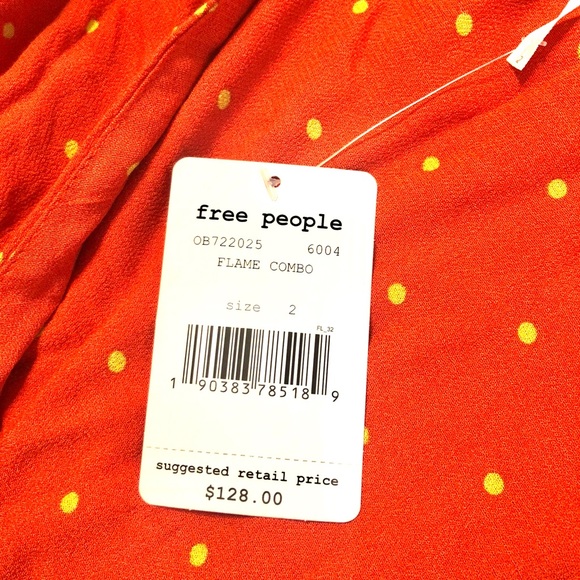 free people
OB722025 6004
FLAME COMBO
size 2
FL_32
1 90383 78518 9
suggested retail price
$128.00